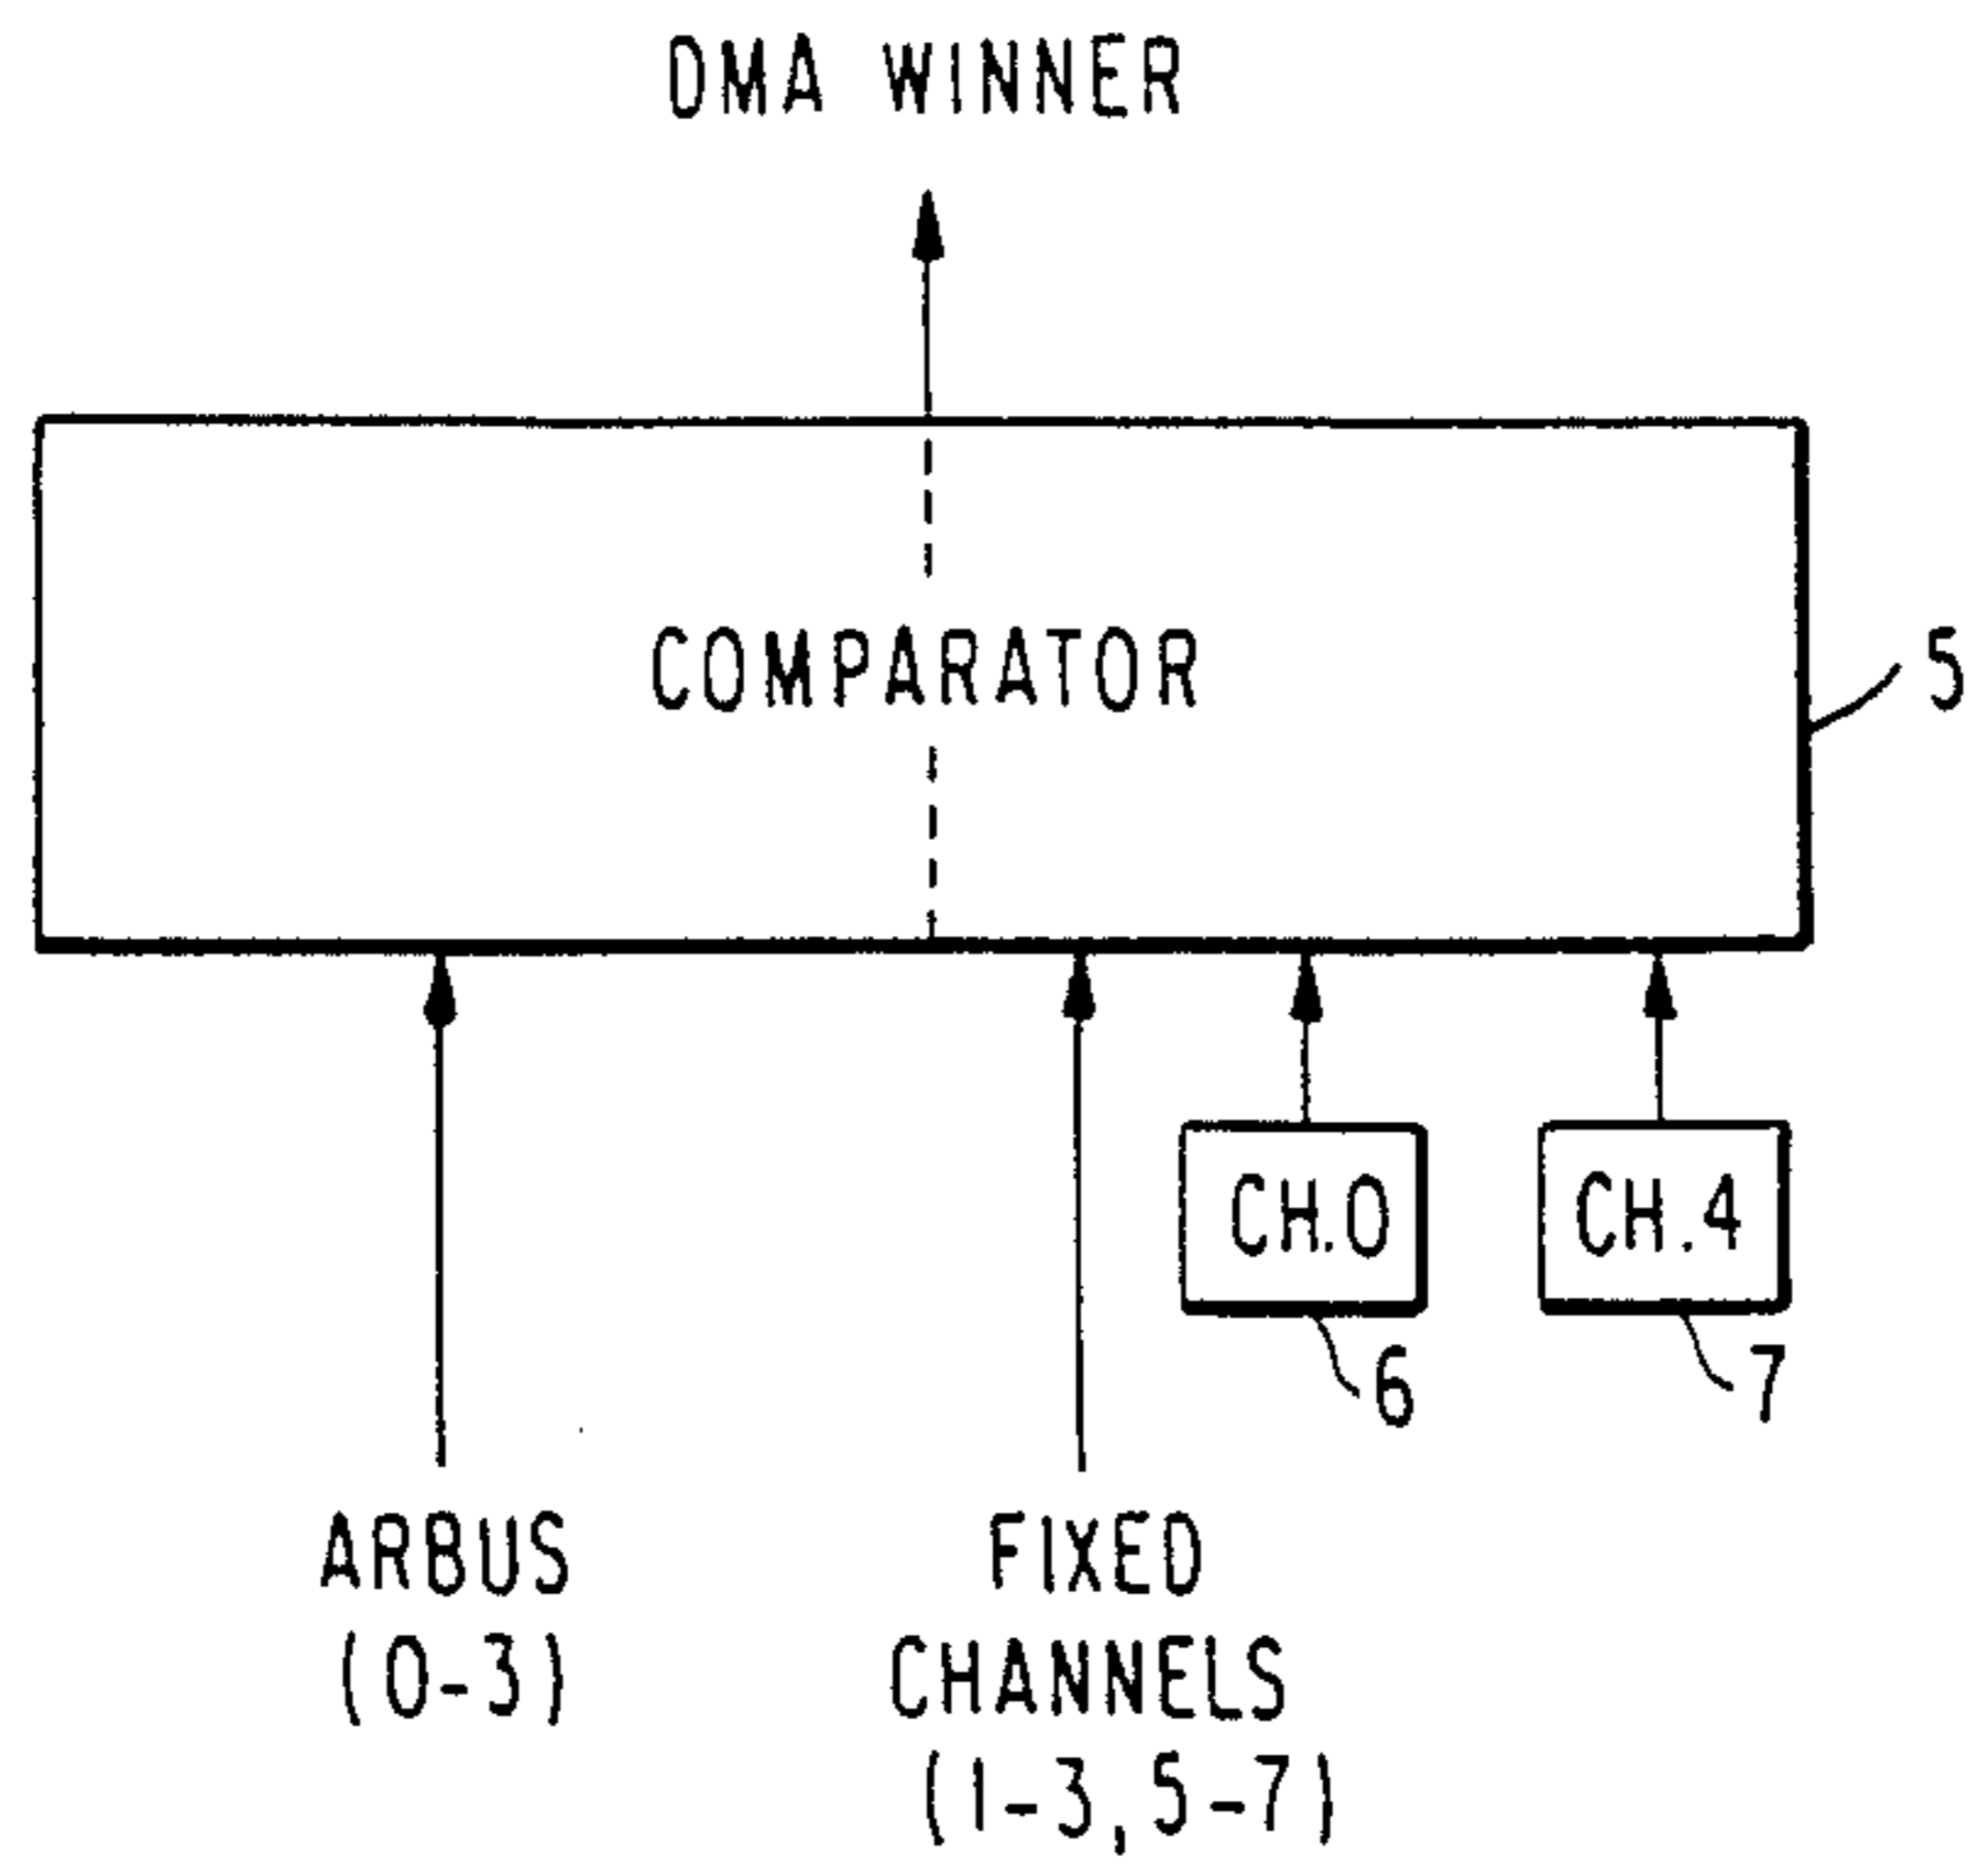 DMA WINNER
COMPARATOR
5
CH.0
CH.4
6
7
ARBUS
(0-3)
FIXED
CHANNELS
(1-3,5-7)